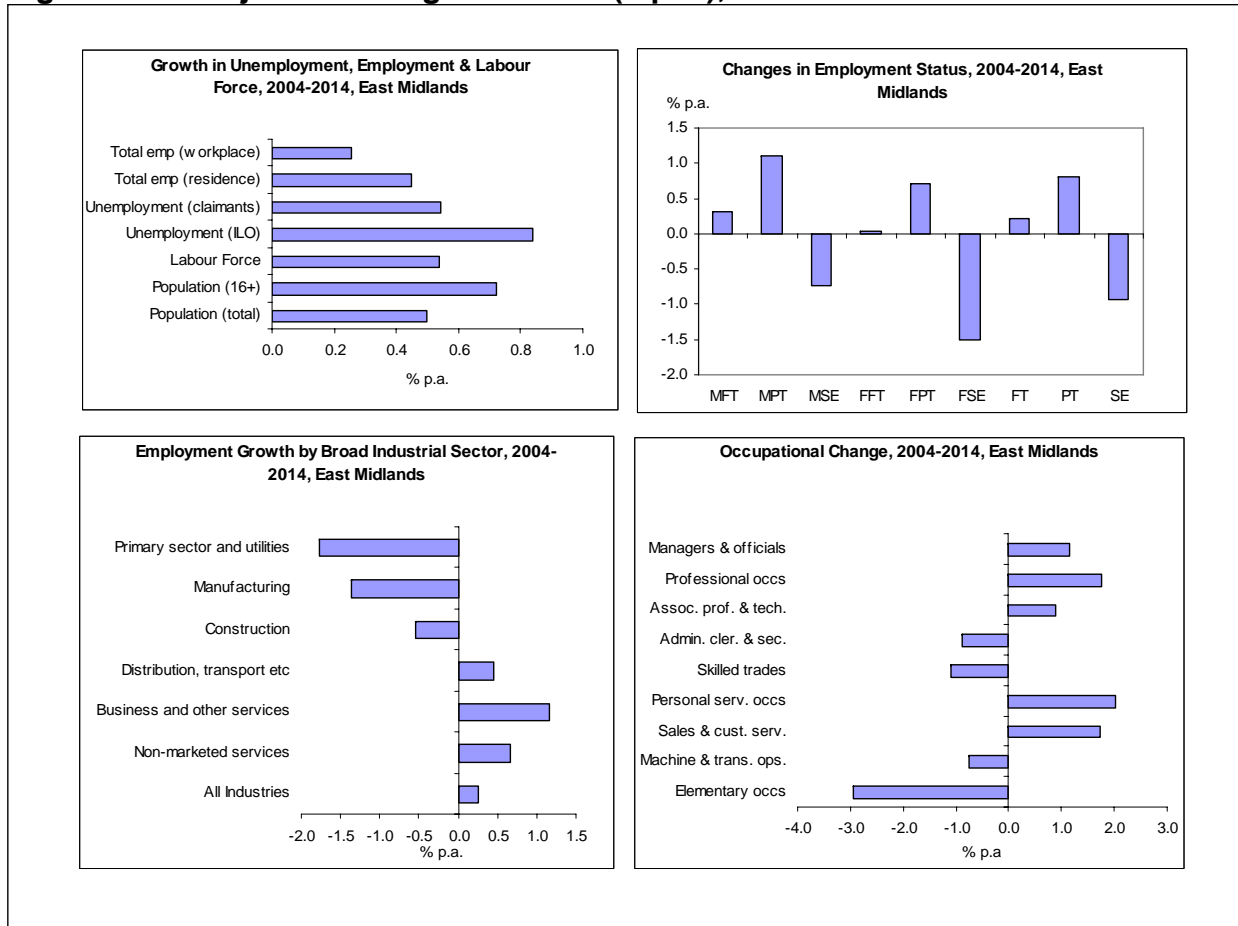 Growth in Unemployment, Employment & Labour
Force, 2004-2014, East Midlands
Total emp (workplace)
Total emp (residence)
Unemployment (claimants)
Unemployment (ILO)
Labour Force
Population (16+)
Population (total)
0.0 0.2 0.4 0.6 0.8 1.0
% p.a.
Changes in Employment Status, 2004-2014, East
Midlands
% p.a.
1.5
1.0
0.5
0.0
-0.5
-1.0
-1.5
-2.0
MFT MPT MSE FFT FPT FSE FT PT SE
Employment Growth by Broad Industrial Sector, 2004-
2014, East Midlands
Primary sector and utilities
Manufacturing
Construction
Distribution, transport etc
Business and other services
Non-marketed services
All Industries
-2.0 -1.5 -1.0 -0.5 0.0 0.5 1.0 1.5
% p.a.
Occupational Change, 2004-2014, East Midlands
Managers & officials
Professional occs
Assoc. prof. & tech.
Admin. cler. & sec.
Skilled trades
Personal serv. occs
Sales & cust. serv.
Machine & trans. ops.
Elementary occs
-4.0 -3.0 -2.0 -1.0 0.0 1.0 2.0 3.0
% p.a